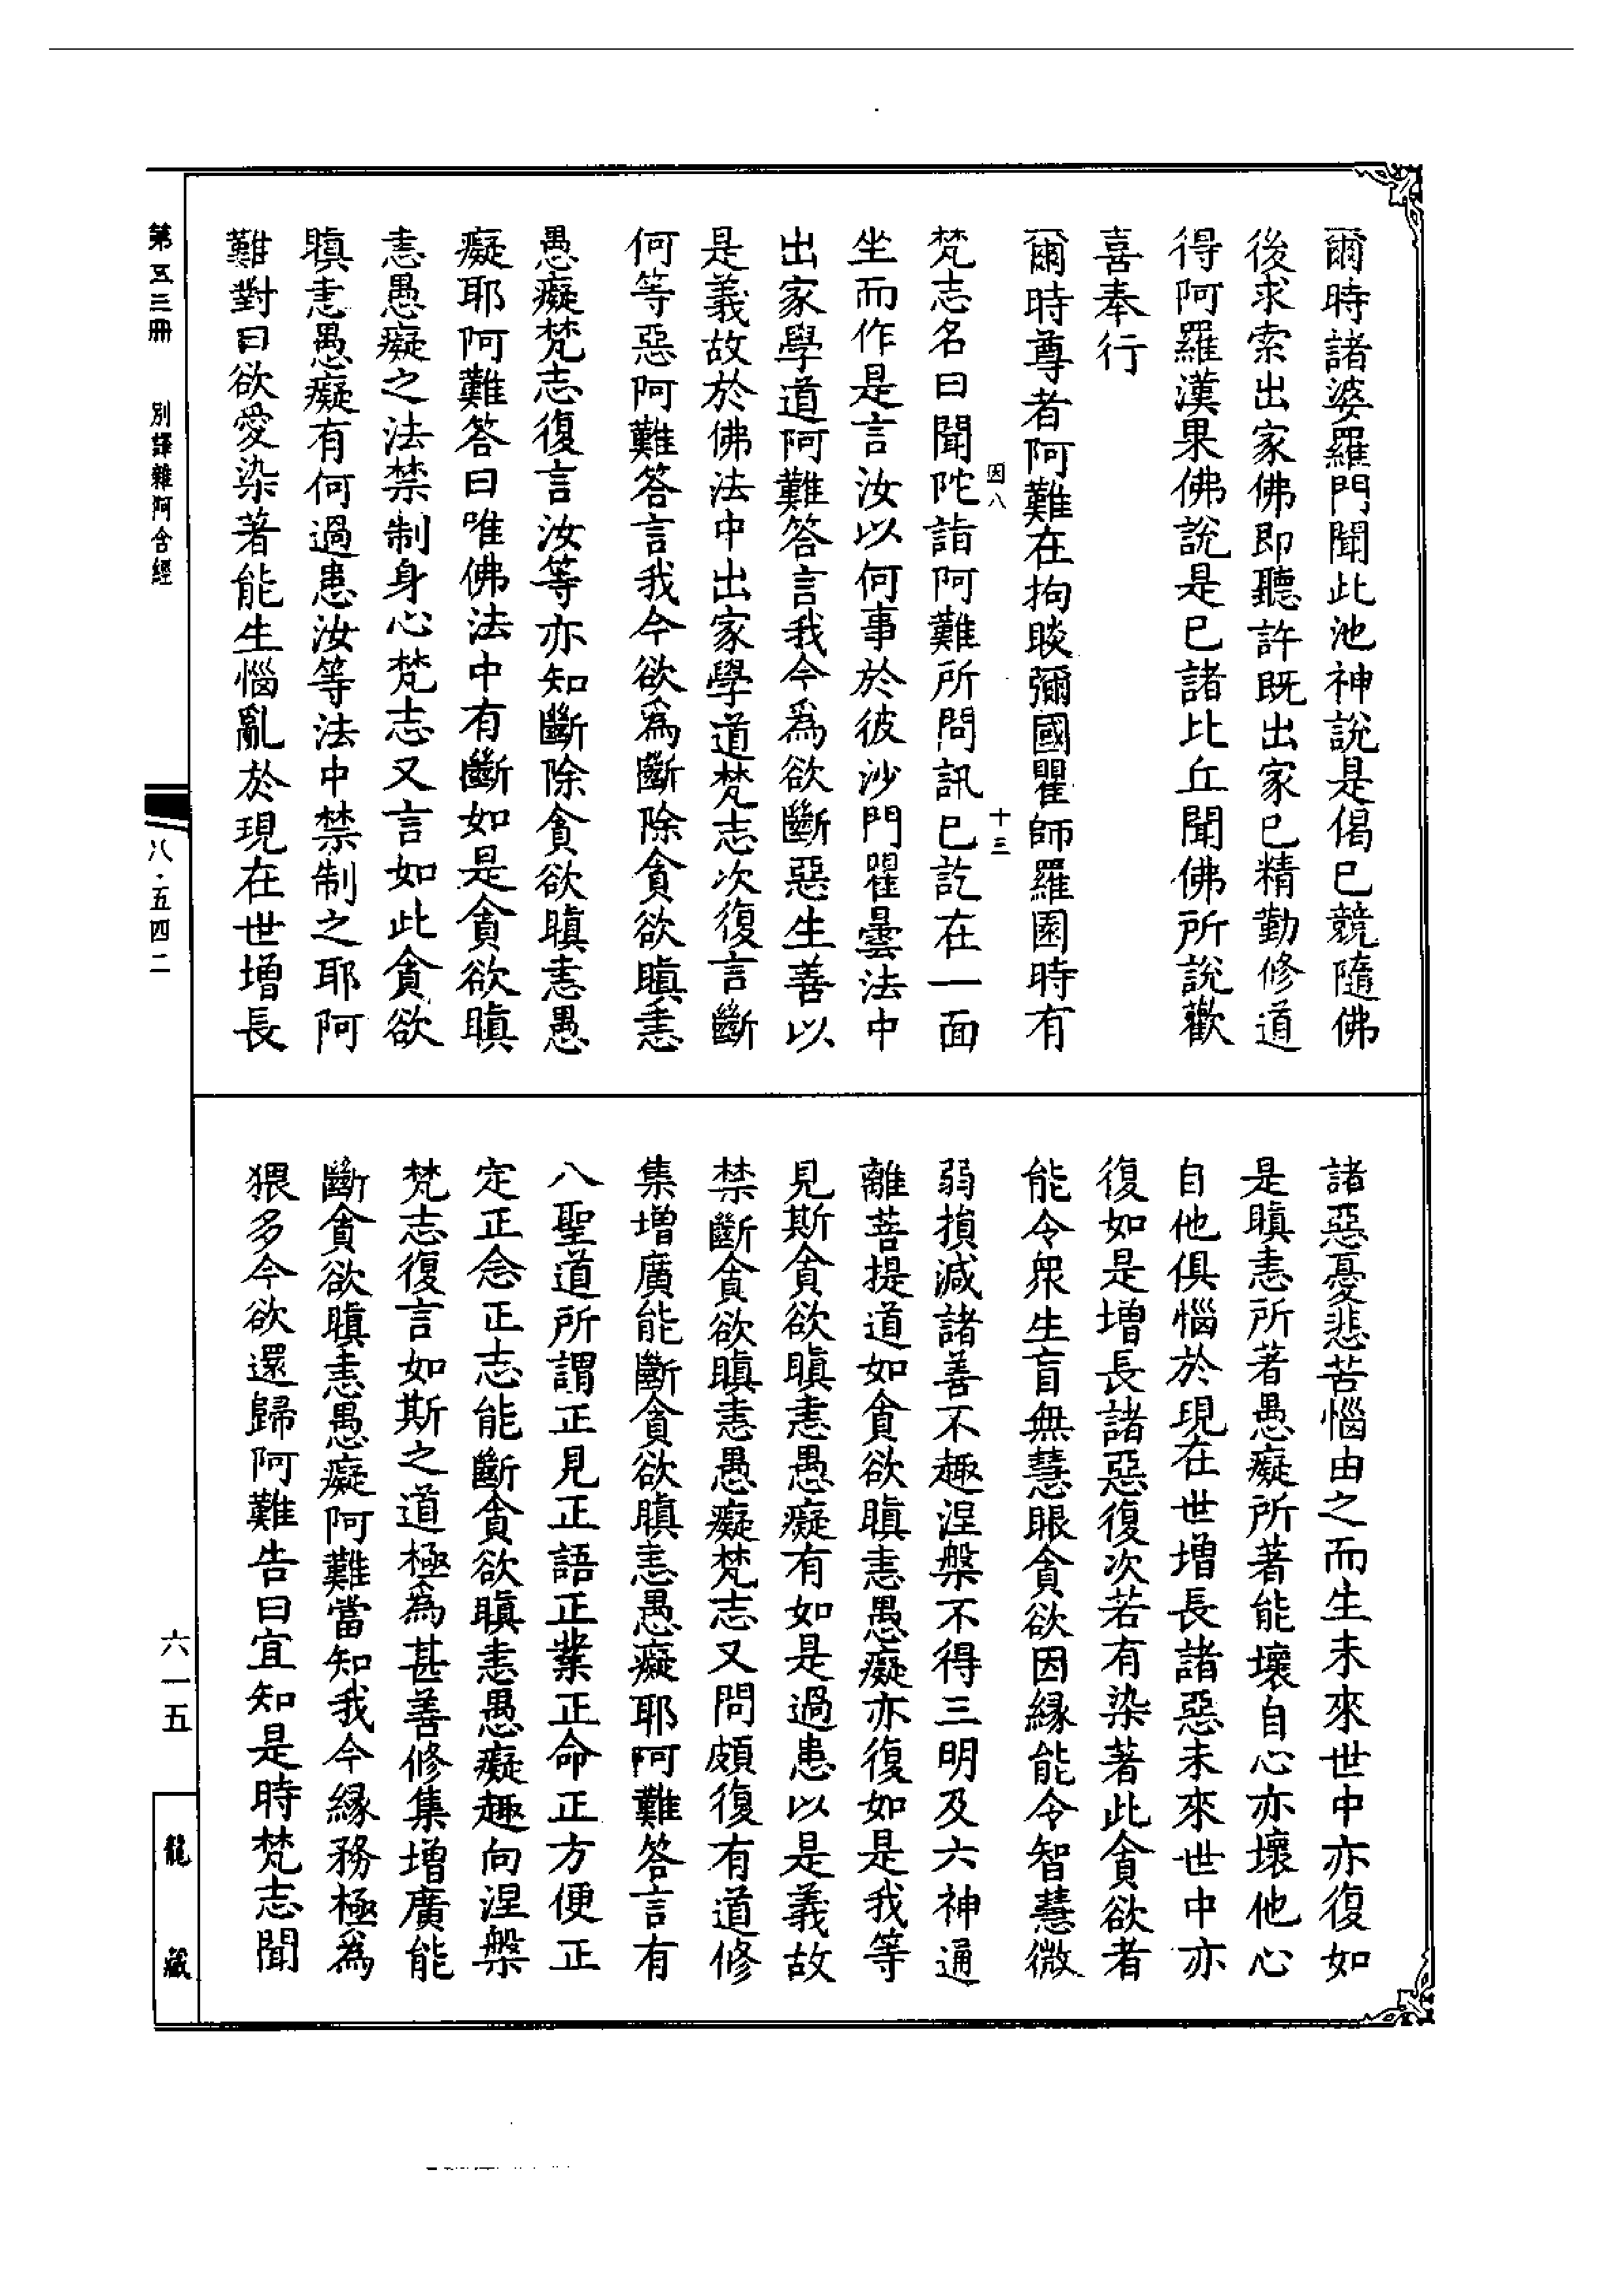 爾時諸婆羅門聞此池神說是偈已競隨佛
後求索出家佛即聽許既出家已精勤修道
得阿羅漢果佛說是已諸比丘聞佛所說歡
喜奉行
爾時尊者阿難在拘睒彌國瞿師羅園時有
因八
十三
梵志名曰聞陀詣阿難所問訊已訖在一面
坐而作是言汝以何事於彼沙門瞿曇法中
出家學道阿難答言我今為欲斷惡生善以
是義故於佛法中出家學道梵志次復言斷
何等惡阿難答言我今欲為斷除貪欲瞋恚
愚癡梵志復言汝等亦知斷除貪欲瞋恚愚
癡耶阿難答曰唯佛法中有斷如是貪欲瞋
恚愚癡之法禁制身心梵志又言如此貪欲
瞋恚愚癡有何過患汝等法中禁制之耶阿
難對曰欲愛染著能生惱亂於現在世增長
諸惡憂悲苦惱由之而生未來世中亦復如
是瞋恚所著愚癡所著能壞自心亦壞他心
自他俱惱於現在世增長諸惡未來世中亦
復如是增長諸惡復次若有染著此貪欲者
能令眾生盲無慧眼貪欲因緣能令智慧微
弱損減諸善不趣涅槃不得三明及六神通
離菩提道如貪欲瞋恚愚癡亦復如是我等
見斯貪欲瞋恚愚癡有如是過患以是義故
禁斷貪欲瞋恚愚癡梵志又問頗復有道修
集增廣能斷貪欲瞋恚愚癡耶阿難答言有
八聖道所謂正見正語正業正命正方便正
定正念正志能斷貪欲瞋恚愚癡趣向涅槃
梵志復言如斯之道極為甚善修集增廣能
斷貪欲瞋恚愚癡阿難當知我今緣務極為
猥多今欲還歸阿難告曰宜知是時梵志聞
第五三冊 別譯雜阿含經
八·五四二
六一五
龍藏